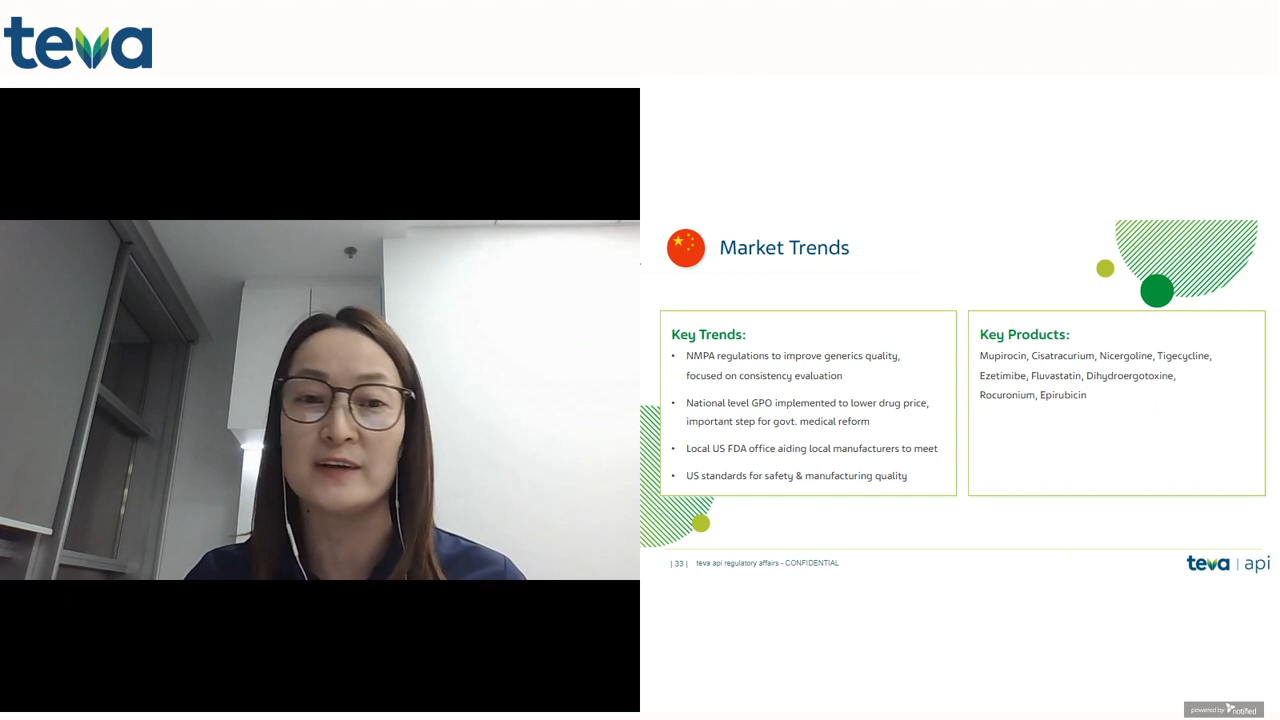 teva
Market Trends
Key Trends:
• NMPA regulations to improve generics quality,
focused on consistency evaluation
• National level GPO implemented to lower drug price,
important step for govt. medical reform
• Local US FDA office aiding local manufacturers to meet
• US standards for safety & manufacturing quality
Key Products:
Mupirocin, Cisatracurium, Nicergoline, Tigecycline,
Ezetimibe, Fluvastatin, Dihydroergotoxine,
Rocuronium, Epirubicin
| 33 | teva api regulatory affairs - CONFIDENTIAL
teva | api
powered by notified